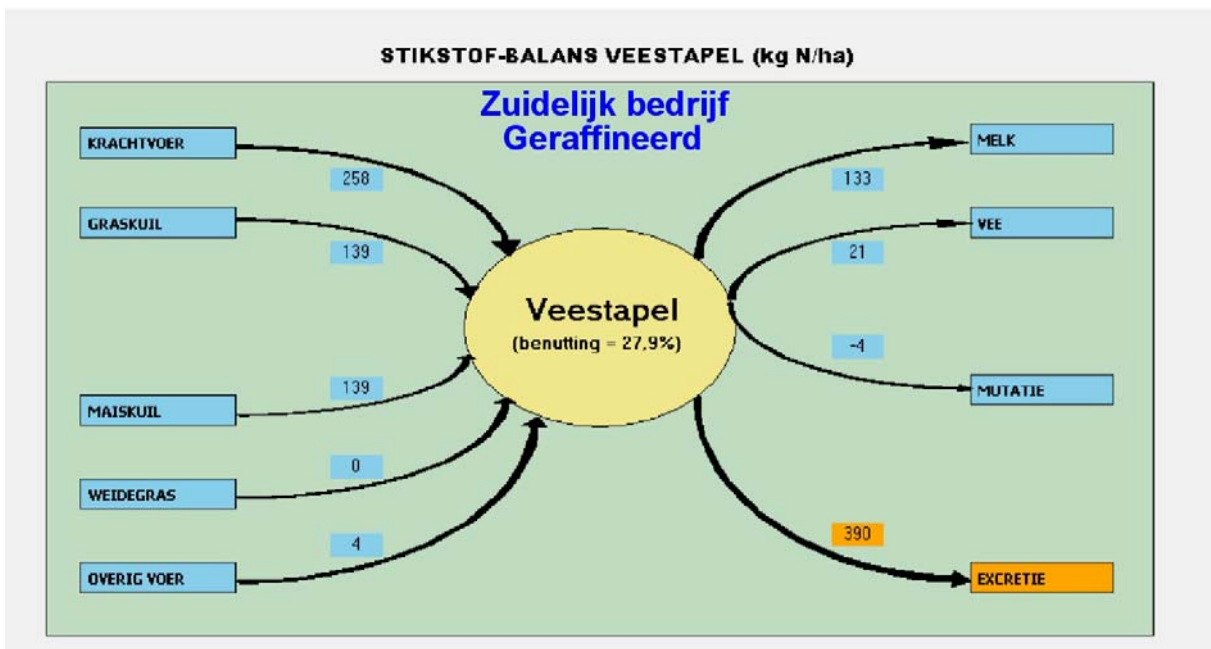 STIKSTOF-BALANS VEESTAPEL (kg N/ha)
Zuidelijk bedrijf
Geraffineerd
KRACHTVOER
258
GRASKUIL
139
MAISKUIL
139
WEIDEGRAS
0
OVERIG VOER
4
Veestapel
(benutting = 27,9%)
MELK
133
VEE
21
MUTATIE
-4
EXCRETIE
390